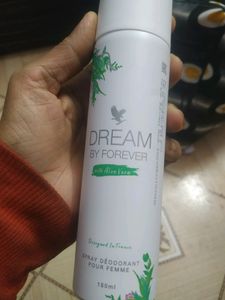 DREAM
BY FOREVER
with Aloe Vera
Designed In France
SPRAY DÉODORANT
POUR FEMME
150ml